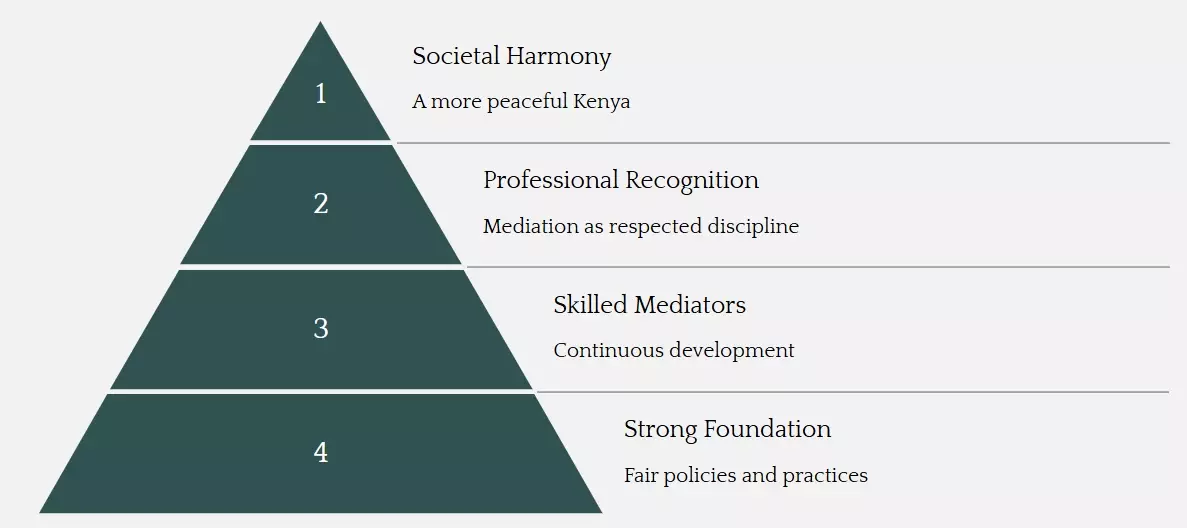 1
Societal Harmony
A more peaceful Kenya
2
Professional Recognition
Mediation as respected discipline
3
Skilled Mediators
Continuous development
4
Strong Foundation
Fair policies and practices